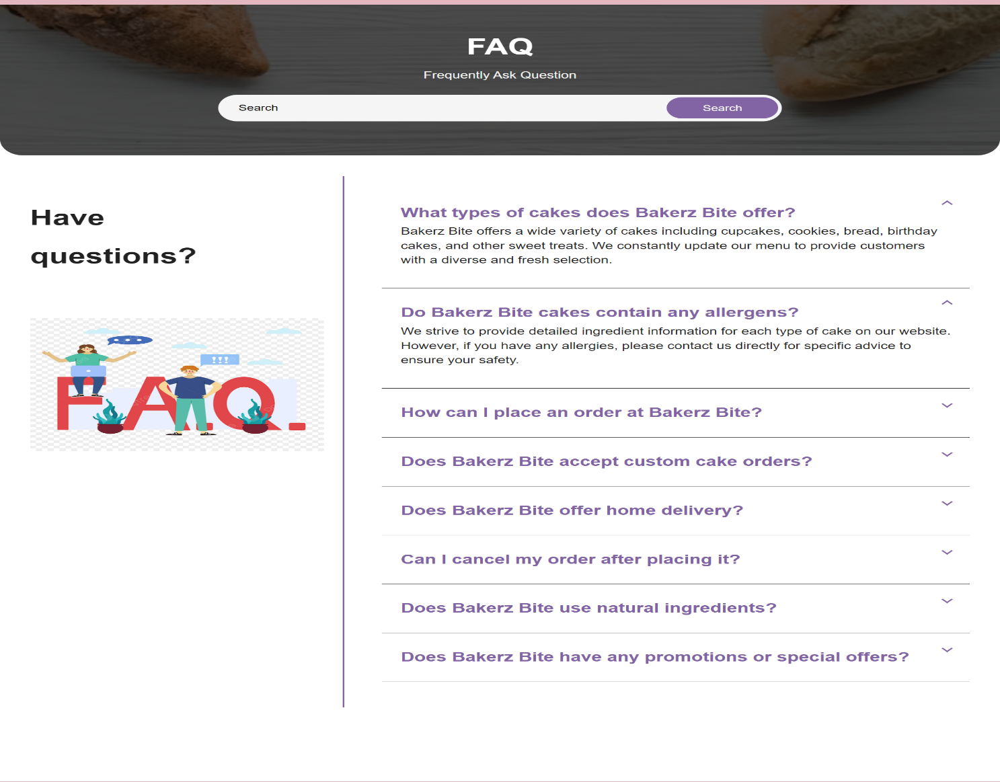 FAQ
Frequently Ask Question
Search
Search
Have
questions?
!!!
F.A.Q.
What types of cakes does Bakerz Bite offer?
Bakerz Bite offers a wide variety of cakes including cupcakes, cookies, bread, birthday
cakes, and other sweet treats. We constantly update our menu to provide customers
with a diverse and fresh selection.
Do Bakerz Bite cakes contain any allergens?
We strive to provide detailed ingredient information for each type of cake on our website.
However, if you have any allergies, please contact us directly for specific advice to
ensure your safety.
How can I place an order at Bakerz Bite?
Does Bakerz Bite accept custom cake orders?
Does Bakerz Bite offer home delivery?
Can I cancel my order after placing it?
Does Bakerz Bite use natural ingredients?
Does Bakerz Bite have any promotions or special offers?